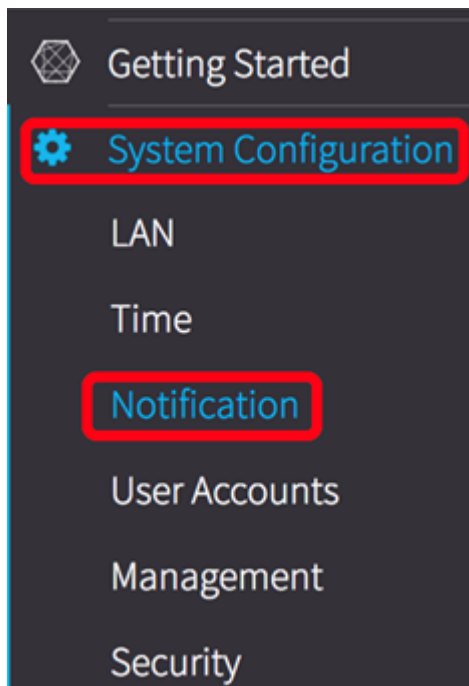 Getting Started
System Configuration
LAN
Time
Notification
User Accounts
Management
Security